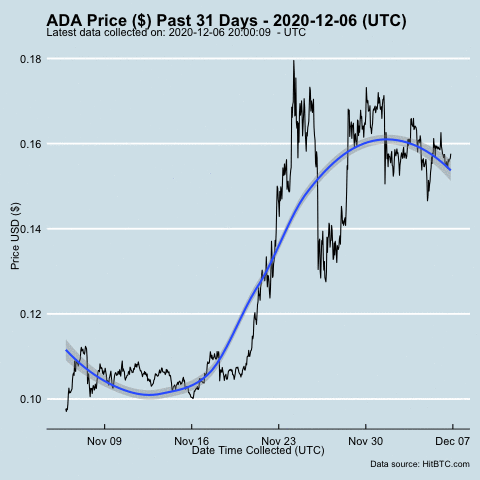 ADA Price ($) Past 31 Days - 2020-12-06 (UTC)
Latest data collected on: 2020-12-06 20:00:09  - UTC
0.18
0.16
0.14
0.12
0.10
Price USD ($)
Nov 09
Nov 16
Nov 23
Nov 30
Dec 07
Date Time Collected (UTC)
Data source: HitBTC.com